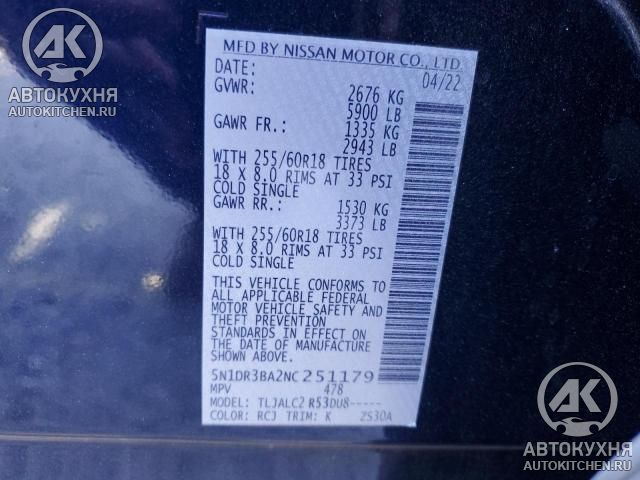 AK
АВТОКУХНЯ
AUTOKITCHEN.RU
MFD BY NISSAN MOTOR CO., LTD.
DATE: 04/22
GVWR: 2676 KG
5900 LB
GAWR FR.: 1335 KG
2943 LB
WITH 255/60R18 TIRES
18 X 8.0 RIMS AT 33 PSI
COLD SINGLE
GAWR RR.: 1530 KG
3373 LB
WITH 255/60R18 TIRES
18 X 8.0 RIMS AT 33 PSI
COLD SINGLE
THIS VEHICLE CONFORMS TO
ALL APPLICABLE FEDERAL
MOTOR VEHICLE SAFETY AND
THEFT PREVENTION
STANDARDS IN EFFECT ON
THE DATE OF MANUFACTURE
SHOWN ABOVE.
5N1DR3BA2NC251179
MPV 478
MODEL: TLJALC2 R53DU8-----
COLOR: RCJ TRIM: K 2S30A
AK
АВТОКУХНЯ
AUTOKITCHEN.RU